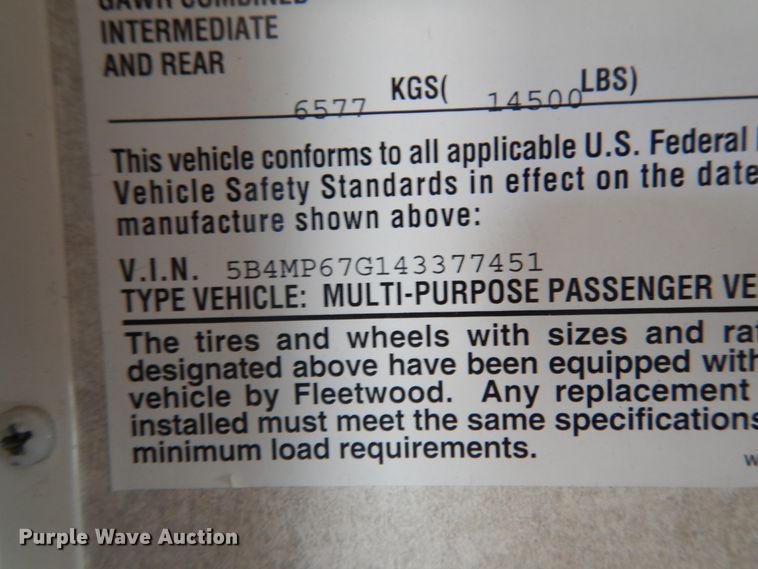 GAWR COMBINED
INTERMEDIATE
AND REAR
6577 KGS( 14500 LBS)
This vehicle conforms to all applicable U.S. Federal
Vehicle Safety Standards in effect on the date
manufacture shown above:
V.I.N. 5B4MP67G143377451
TYPE VEHICLE: MULTI-PURPOSE PASSENGER VE
The tires and wheels with sizes and rat
designated above have been equipped with
vehicle by Fleetwood. Any replacement
installed must meet the same specifications
minimum load requirements.
Purple Wave Auction